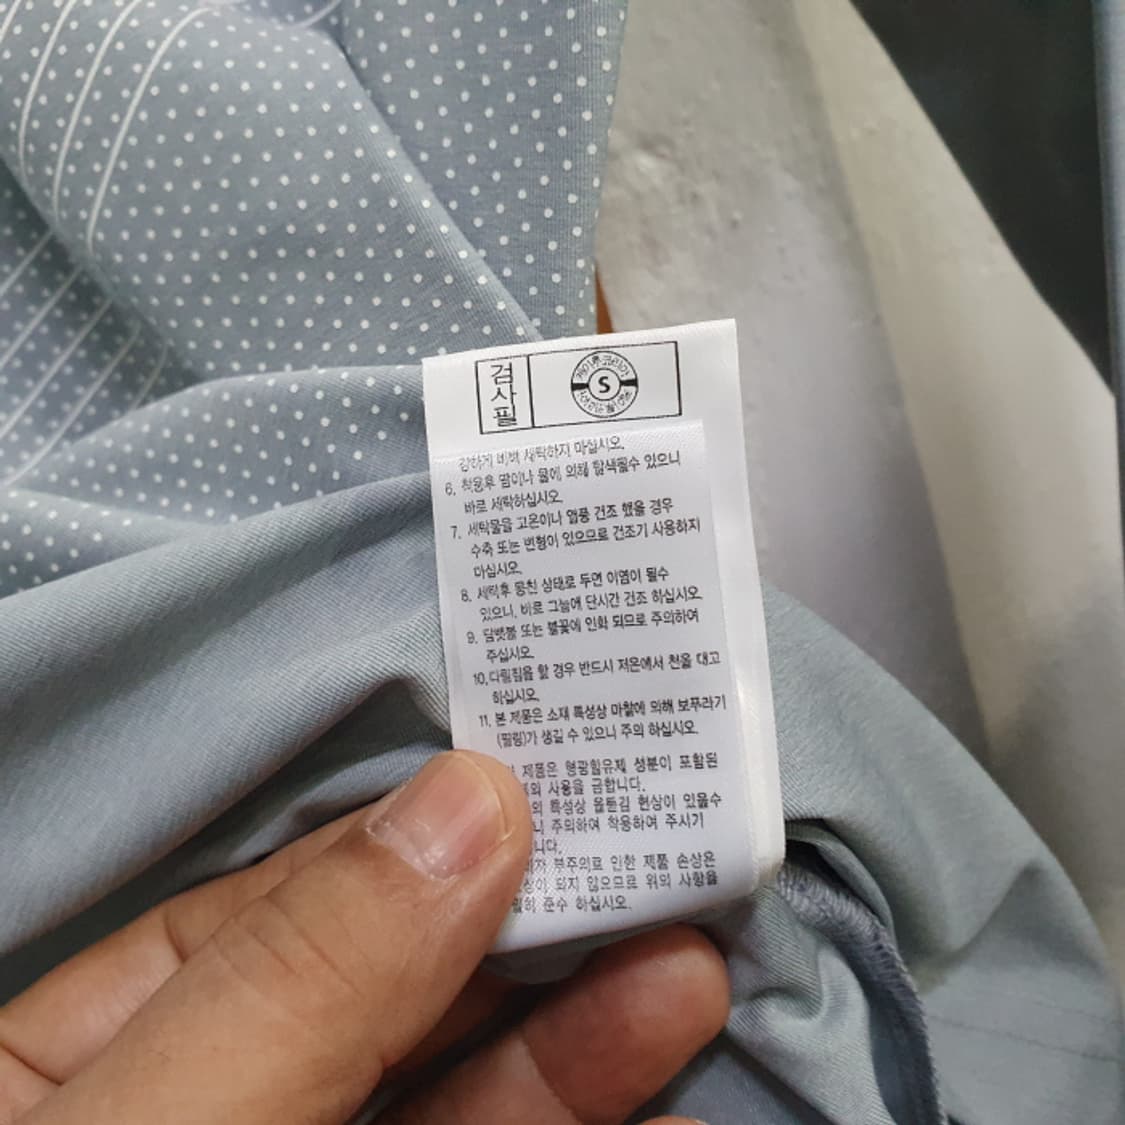 검사필
케이투코리아
S
강하게 비벼 세탁하지 마십시오.
6. 착용후 땀이나 물에 의해 탈색될수 있으니
바로 세탁하십시오.
7. 세탁물을 고온이나 열풍 건조 했을 경우
수축 또는 변형이 있으므로 건조기 사용하지
마십시오.
8. 세탁후 뭉친 상태로 두면 이염이 될수
있으니, 바로 그늘에 단시간 건조 하십시오.
9. 담뱃불 또는 불꽃에 인화 되므로 주의하여
주십시오.
10. 다림질을 할 경우 반드시 저온에서 천을 대고
하십시오.
11. 본 제품은 소재 특성상 마찰에 의해 보푸라기
(필링)가 생길 수 있으니 주의 하십시오.
제품은 형광함유제 성분이 포함된
사용을 금합니다.
의 특성상 올뜯김 현상이 있을수
니 주의하여 착용하여 주시기
니다.
부주의로 인한 제품 손상은
되지 않으므로 위의 사항을
준수 하십시오.